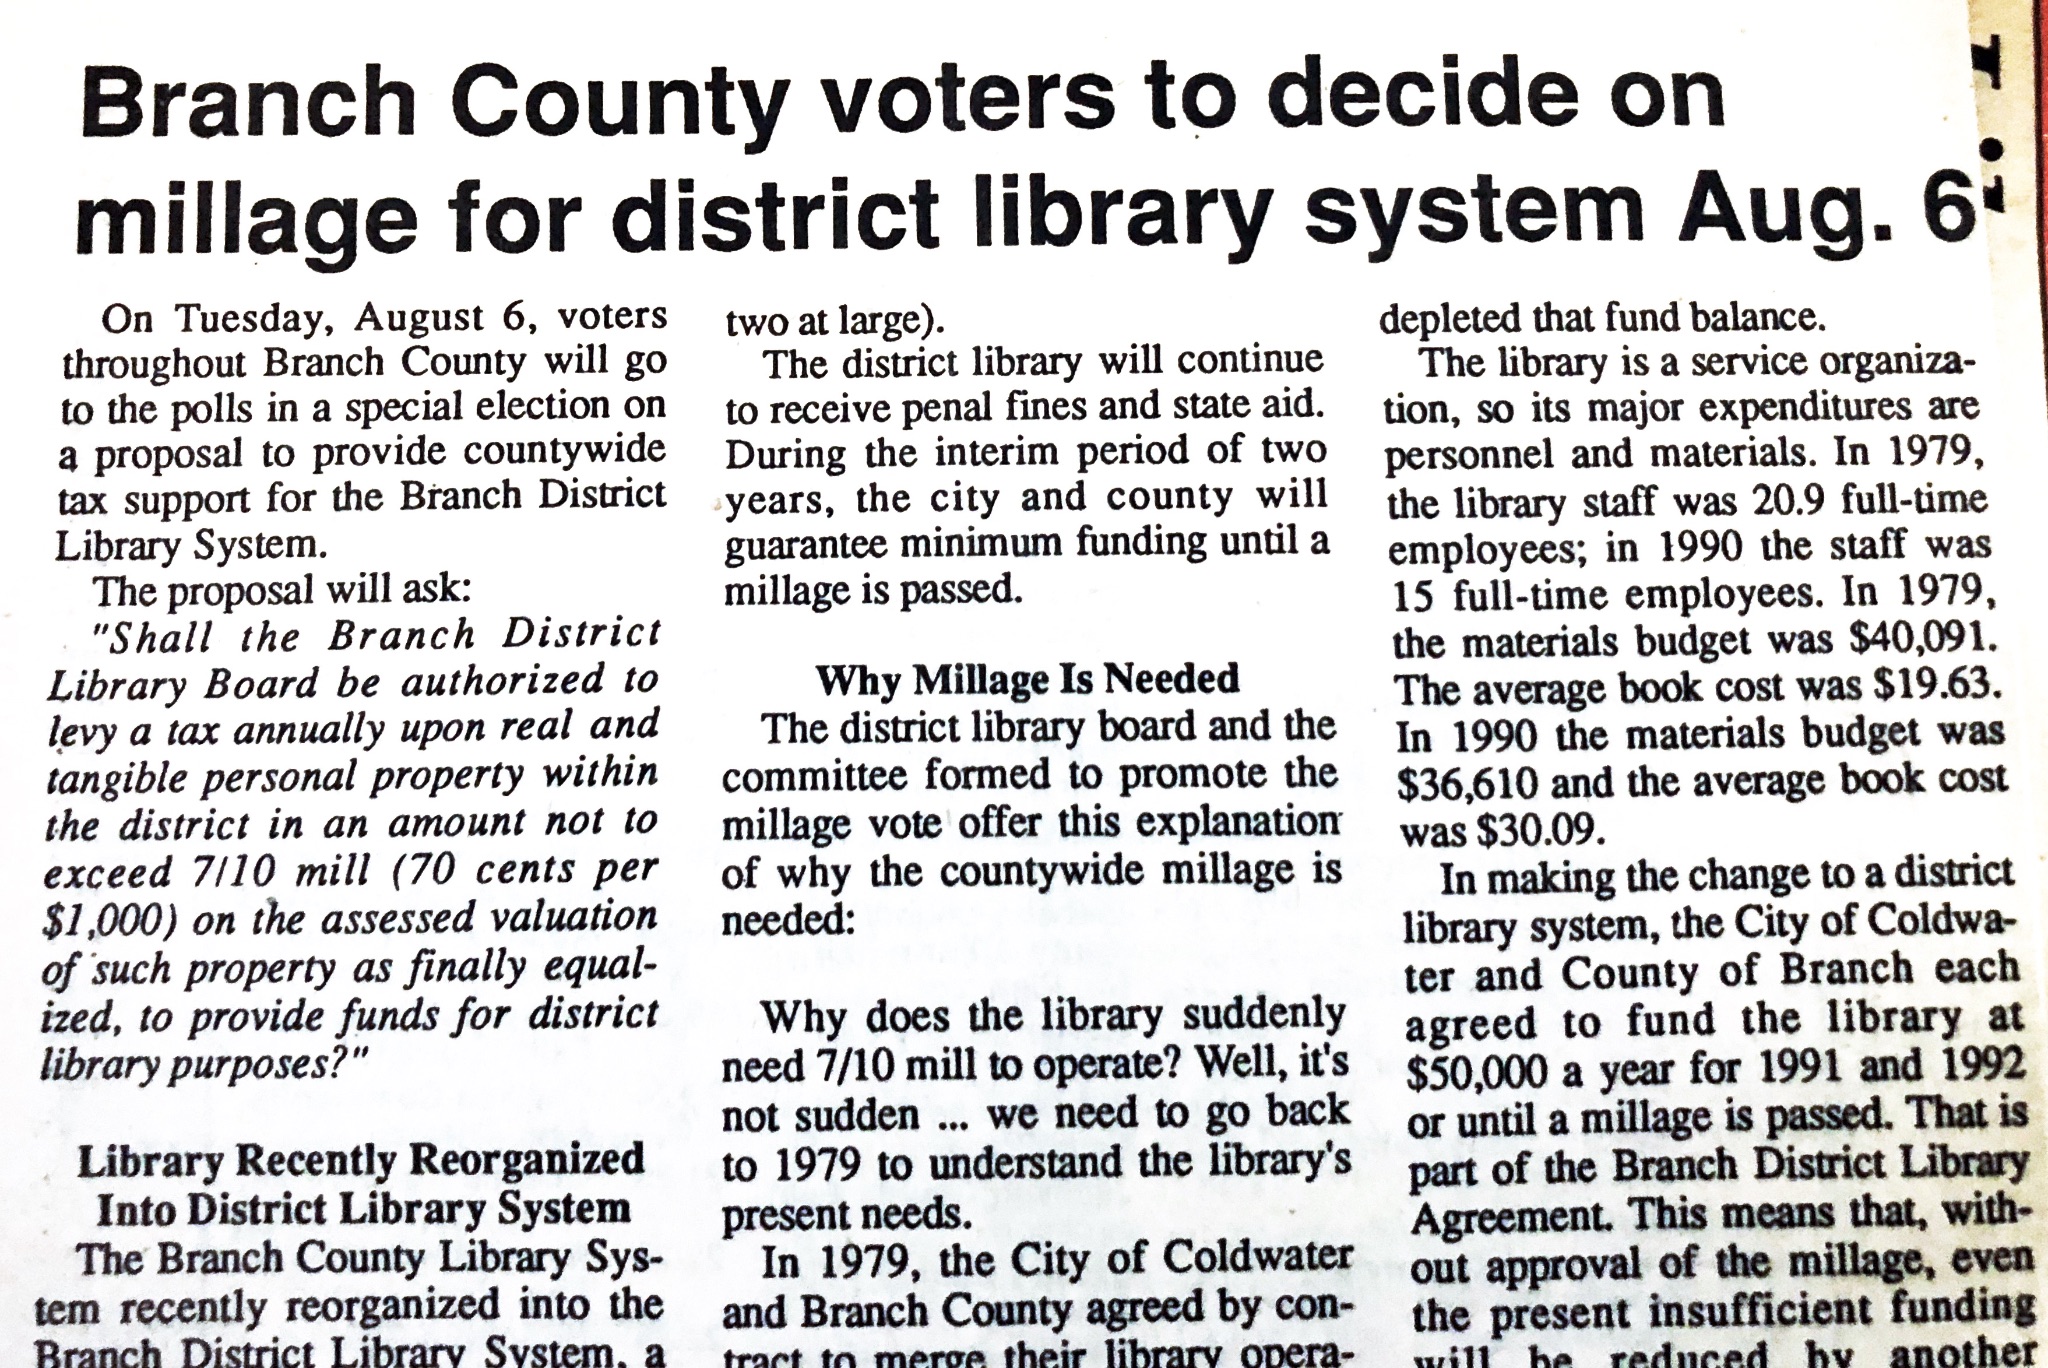 Branch County voters to decide on
millage for district library system Aug. 6
On Tuesday, August 6, voters
throughout Branch County will go
to the polls in a special election on
a proposal to provide countywide
tax support for the Branch District
Library System.
The proposal will ask:
"Shall the Branch District
Library Board be authorized to
levy a tax annually upon real and
tangible personal property within
the district in an amount not to
exceed 7/10 mill (70 cents per
$1,000) on the assessed valuation
of such property as finally equal-
ized, to provide funds for district
library purposes?"
Library Recently Reorganized
Into District Library System
The Branch County Library Sys-
tem recently reorganized into the
Branch District Library System, a
two at large).
The district library will continue
to receive penal fines and state aid.
During the interim period of two
years, the city and county will
guarantee minimum funding until a
millage is passed.
Why Millage Is Needed
The district library board and the
committee formed to promote the
millage vote offer this explanation
of why the countywide millage is
needed:
Why does the library suddenly
need 7/10 mill to operate? Well, it's
not sudden ... we need to go back
to 1979 to understand the library's
present needs.
In 1979, the City of Coldwater
and Branch County agreed by con-
tract to merge their library opera-
depleted that fund balance.
The library is a service organiza-
tion, so its major expenditures are
personnel and materials. In 1979,
the library staff was 20.9 full-time
employees; in 1990 the staff was
15 full-time employees. In 1979,
the materials budget was $40,091.
The average book cost was $19.63.
In 1990 the materials budget was
$36,610 and the average book cost
was $30.09.
In making the change to a district
library system, the City of Coldwa-
ter and County of Branch each
agreed to fund the library at
$50,000 a year for 1991 and 1992
or until a millage is passed. That is
part of the Branch District Library
Agreement. This means that, with-
out approval of the millage, even
the present insufficient funding
will be reduced by another